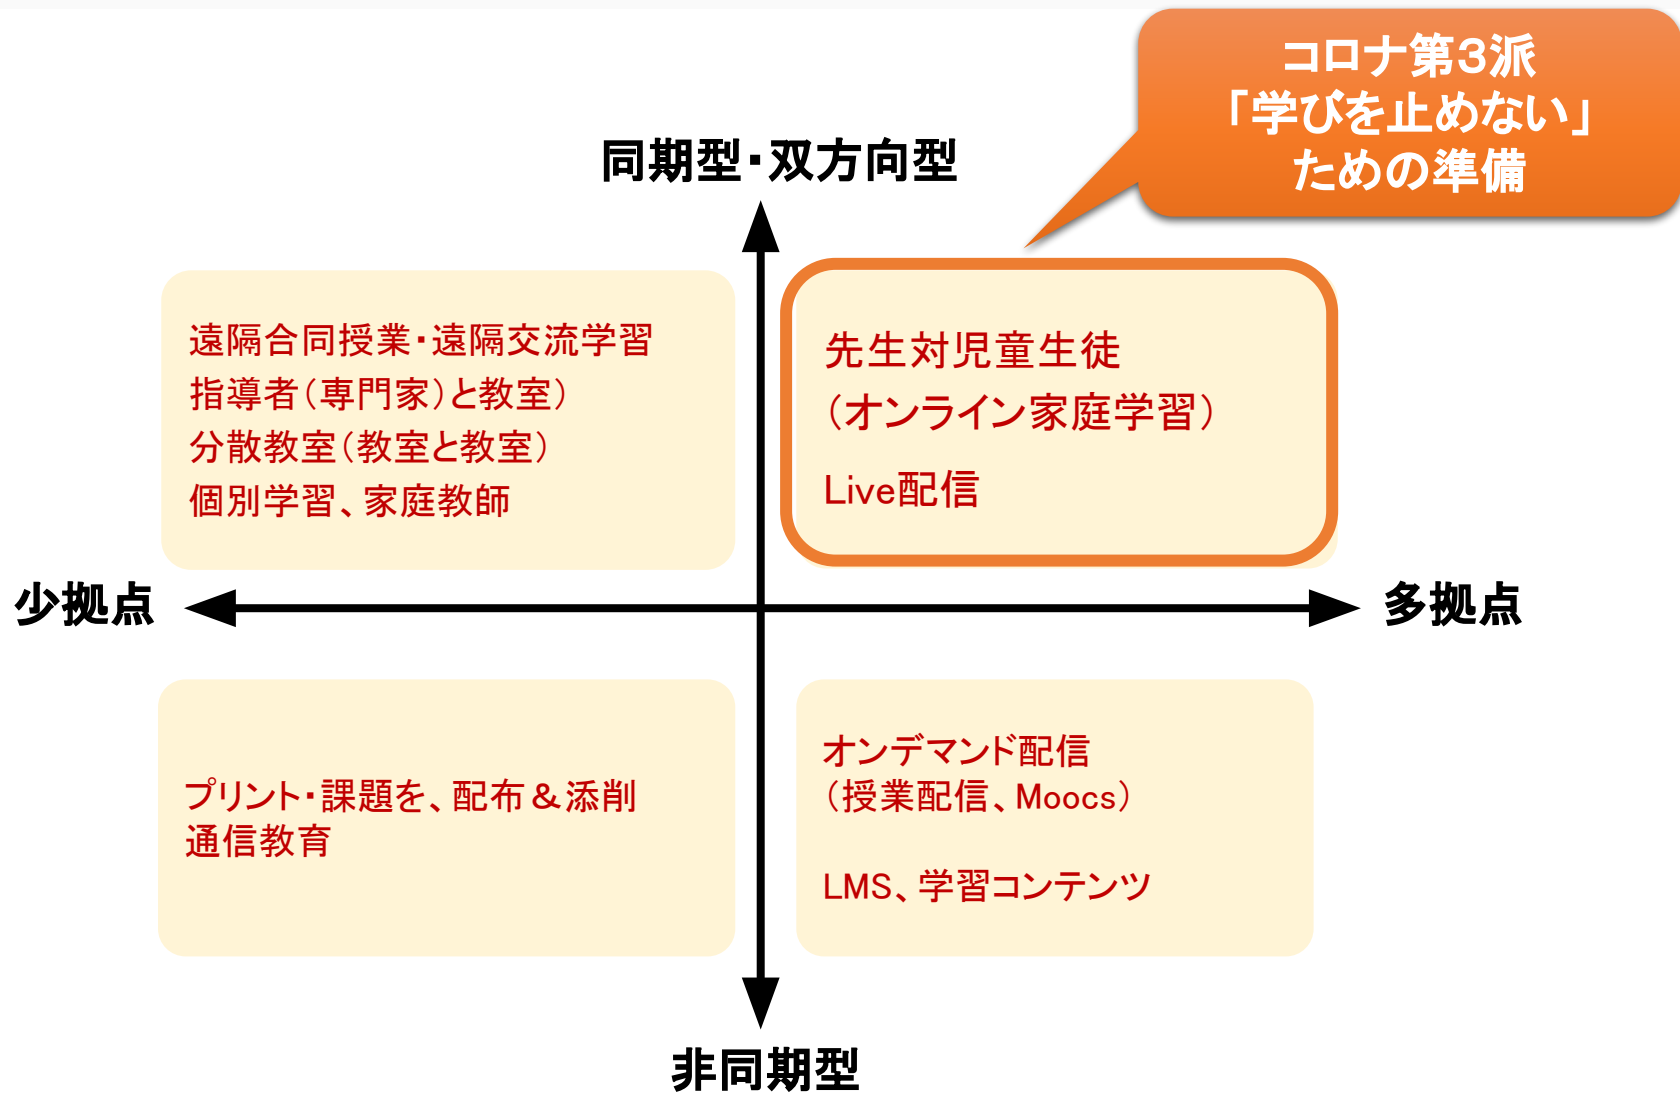 コロナ第3派
「学びを止めない」
ための準備
同期型・双方向型
遠隔合同授業・遠隔交流学習
指導者（専門家）と教室）
分散教室（教室と教室）
個別学習、家庭教師
先生対児童生徒
（オンライン家庭学習）
Live配信
少拠点
多拠点
プリント・課題を、配布＆添削
通信教育
オンデマンド配信
（授業配信、Moocs）
LMS、学習コンテンツ
非同期型